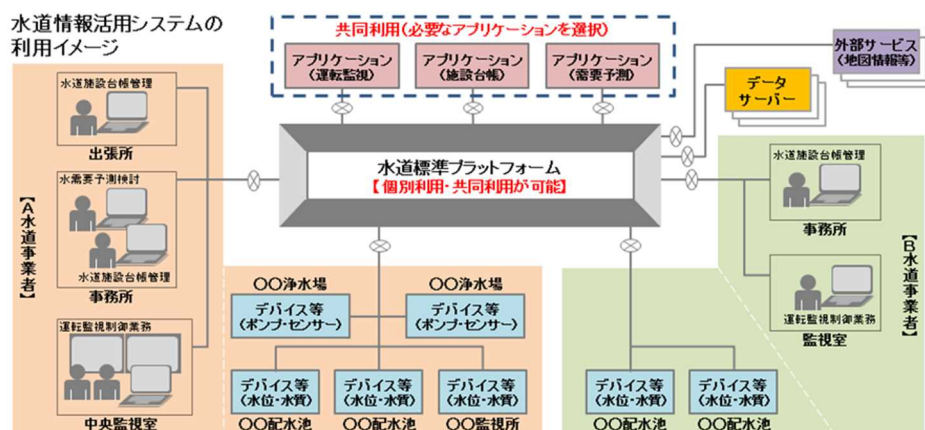 水道情報活用システムの
利用イメージ
共同利用(必要なアプリケーションを選択)
アプリケーション
(運転監視)
アプリケーション
(施設台帳)
アプリケーション
(需要予測)
外部サービス
(地図情報等)
データ
サーバー
水道標準プラットフォーム
【個別利用・共同利用が可能】
【A水道事業者】
水道施設台帳管理
出張所
水需要予測検討
水道施設台帳管理
事務所
運転監視制御業務
中央監視室
〇〇浄水場
デバイス等
(ポンプ・センサー)
〇〇浄水場
デバイス等
(ポンプ・センサー)
デバイス等
(水位・水質)
〇〇配水池
デバイス等
(水位・水質)
〇〇配水池
デバイス等
(水位・水質)
〇〇監視所
デバイス等
(水位・水質)
〇〇配水池
デバイス等
(水位・水質)
〇〇配水池
水道施設台帳管理
事務所
運転監視制御業務
監視室
【B水道事業者】